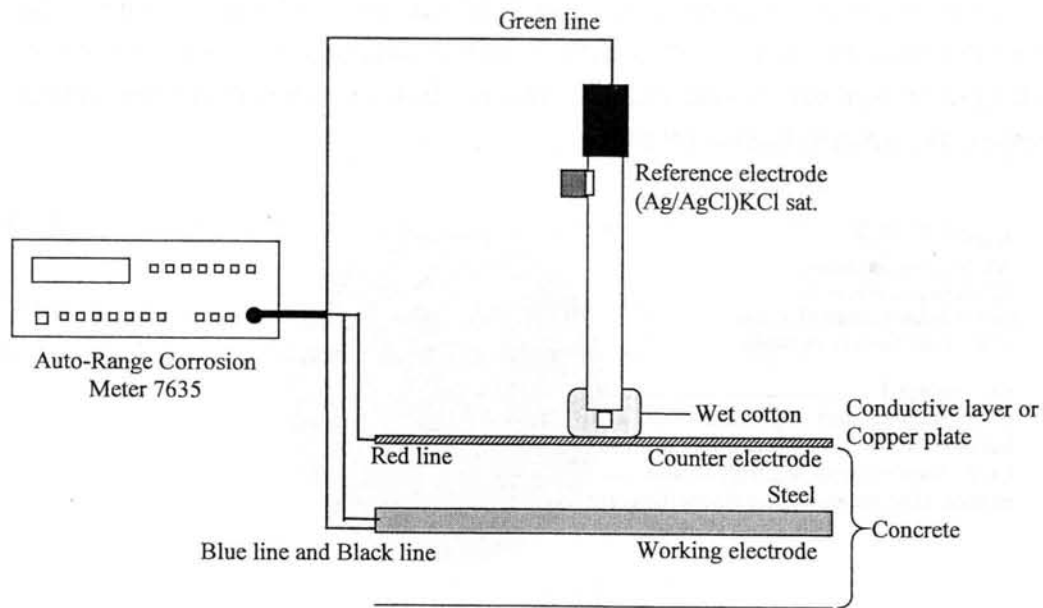 Green line
Reference electrode
(Ag/AgCl)KCl sat.
Auto-Range Corrosion
Meter 7635
Wet cotton
Conductive layer or
Copper plate
Red line
Counter electrode
Steel
Concrete
Blue line and Black line
Working electrode